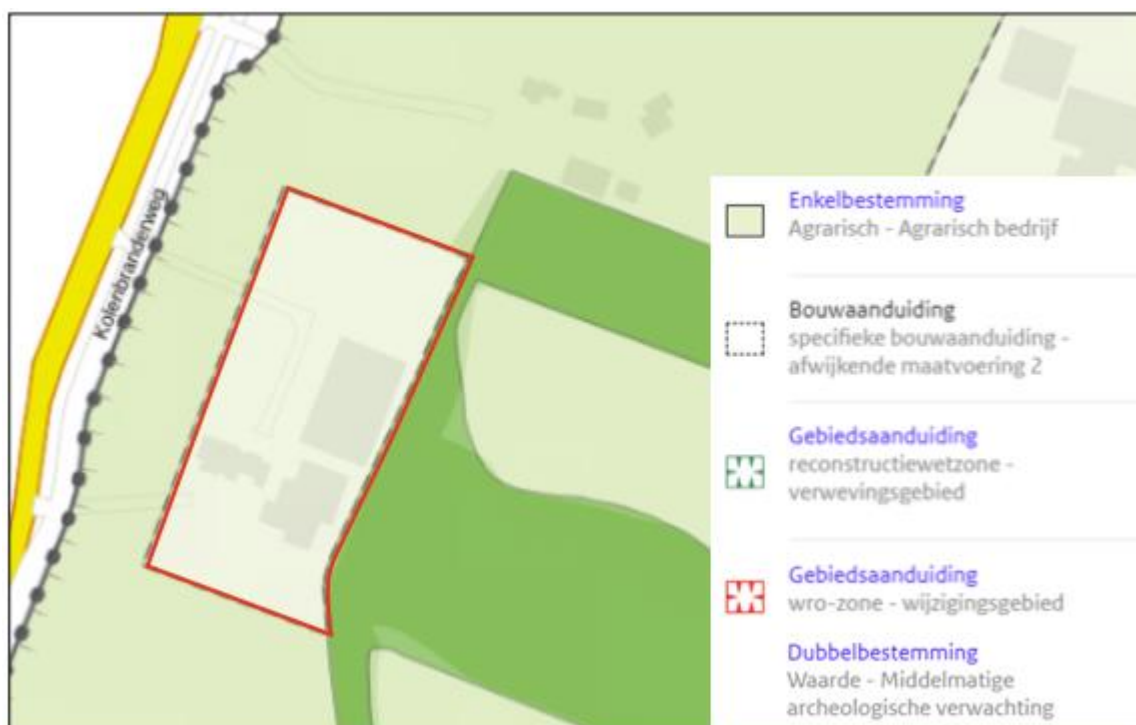 Kolenbranderweg
Enkelbestemming
Agrarisch - Agrarisch bedrijf
Bouwaanduiding
specifieke bouwaanduiding -
afwijkende maatvoering 2
Gebiedsaanduiding
reconstructiewetzone -
verwevingsgebied
Gebiedsaanduiding
wro-zone - wijzigingsgebied
Dubbelbestemming
Waarde - Middelmatige
archeologische verwachting